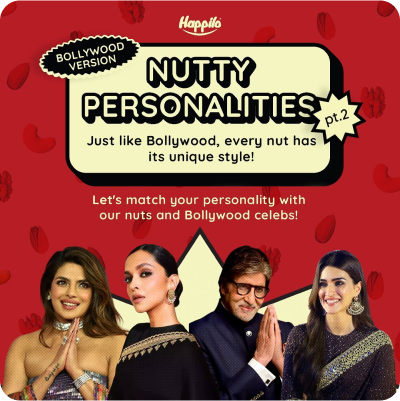 Happilo
BOLLYWOOD
VERSION
NUTTY
PERSONALITIES
pt.2
Just like Bollywood, every nut has
its unique style!
Let's match your personality with
our nuts and Bollywood celebs!